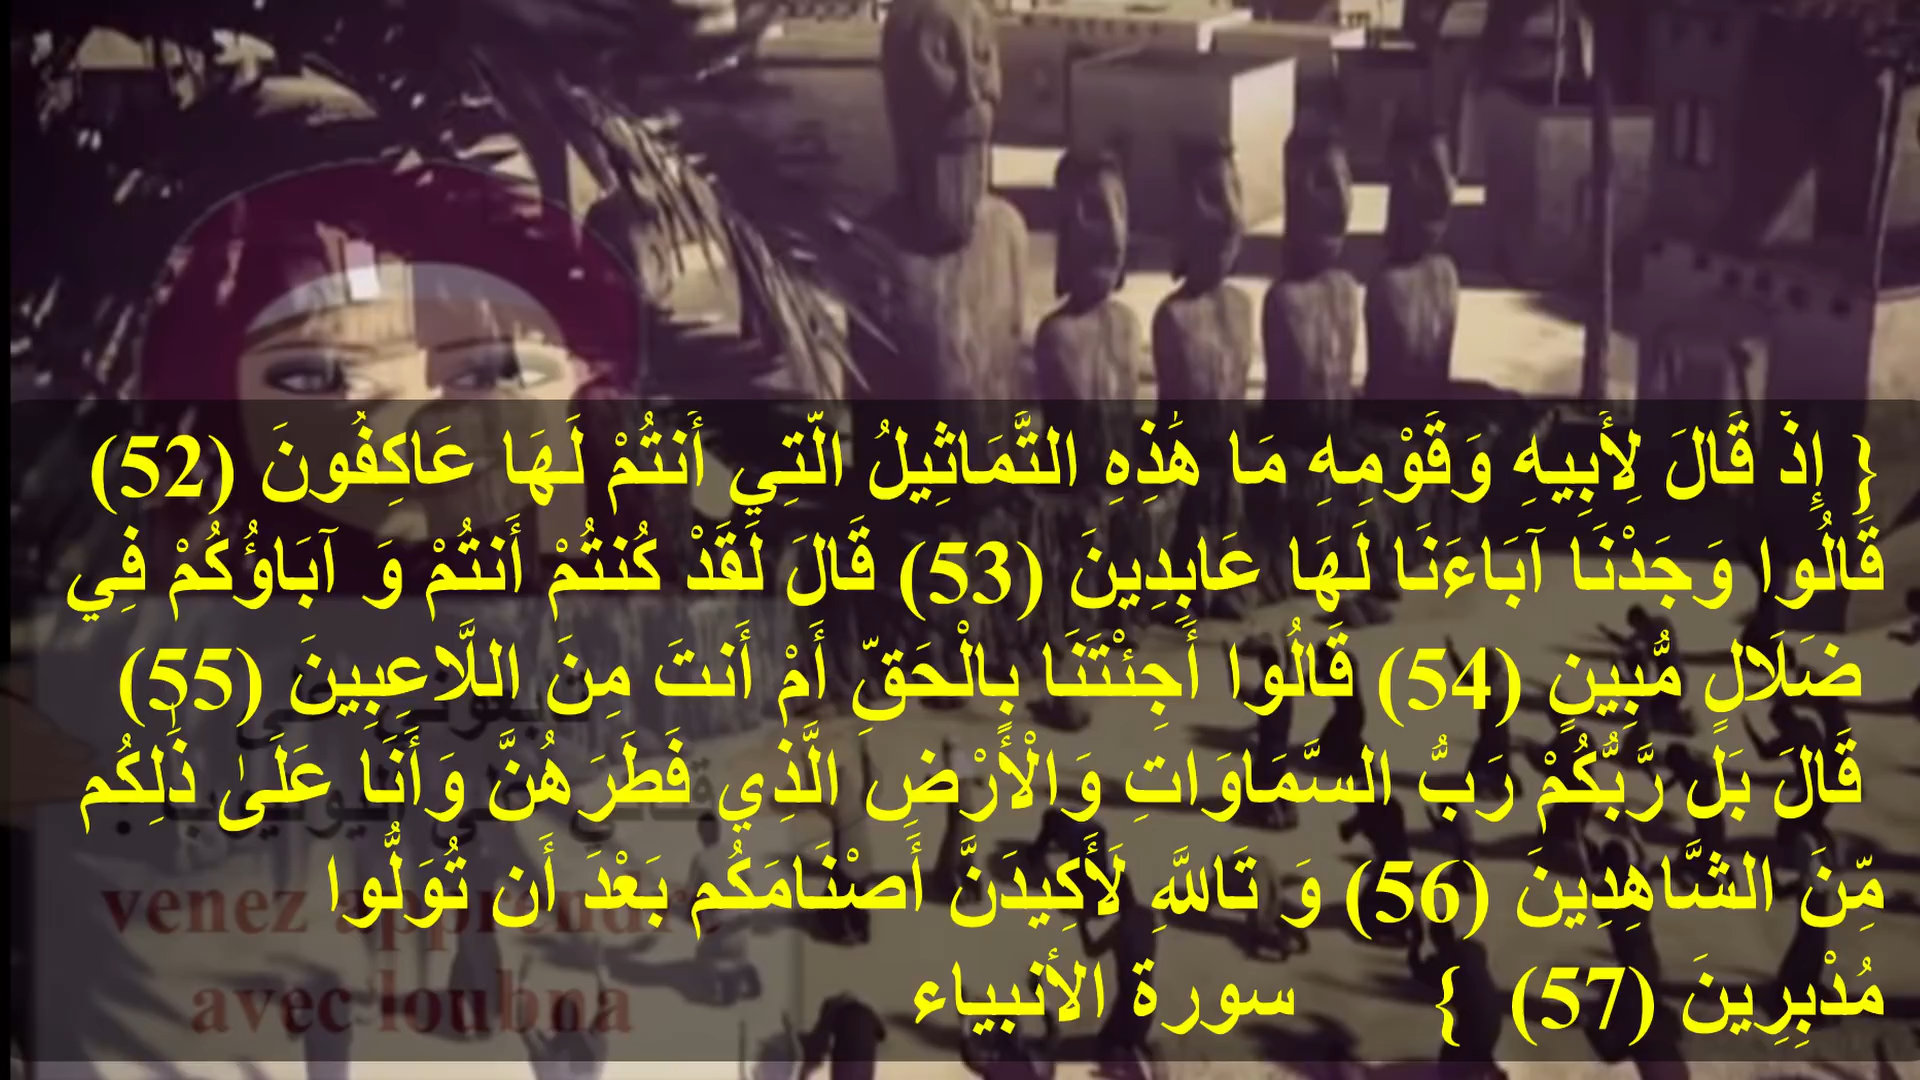 { إِذْ قَالَ لِأَبِيهِ وَقَوْمِهِ مَا هَٰذِهِ التَّمَاثِيلُ الَّتِي أَنتُمْ لَهَا عَاكِفُونَ (52)
قَالُوا وَجَدْنَا آبَاءَنَا لَهَا عَابِدِينَ (53) قَالَ لَقَدْ كُنتُمْ أَنتُمْ وَ آبَاؤُكُمْ فِي
ضَلَالٍ مُّبِينٍ (54) قَالُوا أَجِئْتَنَا بِالْحَقِّ أَمْ أَنتَ مِنَ اللَّاعِبِينَ (55)
قَالَ بَل رَّبُّكُمْ رَبُّ السَّمَاوَاتِ وَالْأَرْضِ الَّذِي فَطَرَهُنَّ وَأَنَا عَلَىٰ ذَٰلِكُم
مِّنَ الشَّاهِدِينَ (56) وَ تَاللَّهِ لَأَكِيدَنَّ أَصْنَامَكُم بَعْدَ أَن تُوَلُّوا
مُدْبِرِينَ (57) } سورة الأنبياء
venez apprendre
avec loubna